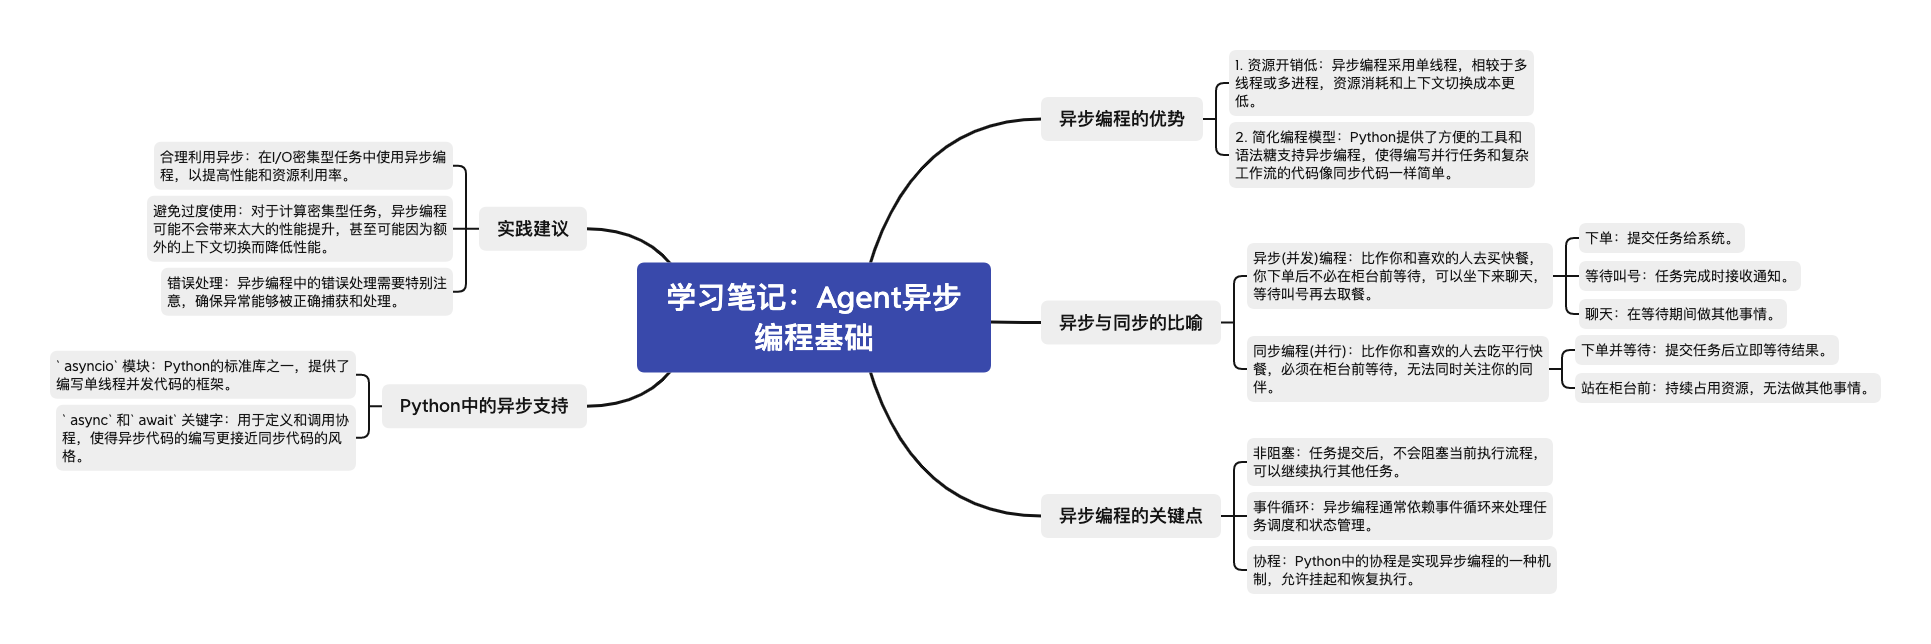 学习笔记：Agent异步
编程基础
异步编程的优势
1. 资源开销低：异步编程采用单线程，相较于多
线程或多进程，资源消耗和上下文切换成本更
低。
2. 简化编程模型：Python提供了方便的工具和
语法糖支持异步编程，使得编写并行任务和复杂
工作流的代码像同步代码一样简单。
异步与同步的比喻
异步(并发)编程：比作你和喜欢的人去买快餐，
你下单后不必在柜台前等待，可以坐下来聊天，
等待叫号再去取餐。
下单：提交任务给系统。
等待叫号：任务完成时接收通知。
聊天：在等待期间做其他事情。
同步编程(并行)：比作你和喜欢的人去吃平行快
餐，必须在柜台前等待，无法同时关注你的同
伴。
下单并等待：提交任务后立即等待结果。
站在柜台前：持续占用资源，无法做其他事情。
异步编程的关键点
非阻塞：任务提交后，不会阻塞当前执行流程，
可以继续执行其他任务。
事件循环：异步编程通常依赖事件循环来处理任
务调度和状态管理。
协程：Python中的协程是实现异步编程的一种机
制，允许挂起和恢复执行。
实践建议
合理利用异步：在I/O密集型任务中使用异步编
程，以提高性能和资源利用率。
避免过度使用：对于计算密集型任务，异步编程
可能不会带来太大的性能提升，甚至可能因为额
外的上下文切换而降低性能。
错误处理：异步编程中的错误处理需要特别注
意，确保异常能够被正确捕获和处理。
Python中的异步支持
`asyncio` 模块：Python的标准库之一，提供了
编写单线程并发代码的框架。
`async` 和`await` 关键字：用于定义和调用协
程，使得异步代码的编写更接近同步代码的风
格。